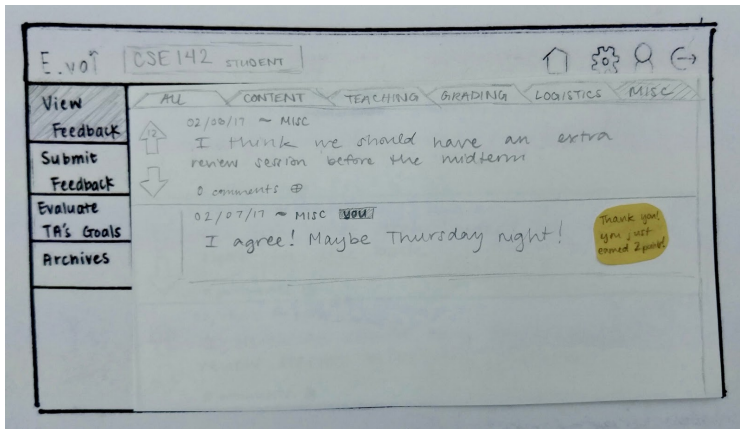 E.voi CSE 142 STUDENT
View
Feedback
Submit
Feedback
Evaluate
TA's Goals
Archives
ALL CONTENT TEACHING GRADING LOGISTICS MISC
02/06/17 ~ MISC
12
I think we should have an extra
review session before the midterm
0 comments ⊕
02/07/17 ~ MISC you
I agree! Maybe Thursday night!
Thank you!
you just
earned 2 points!